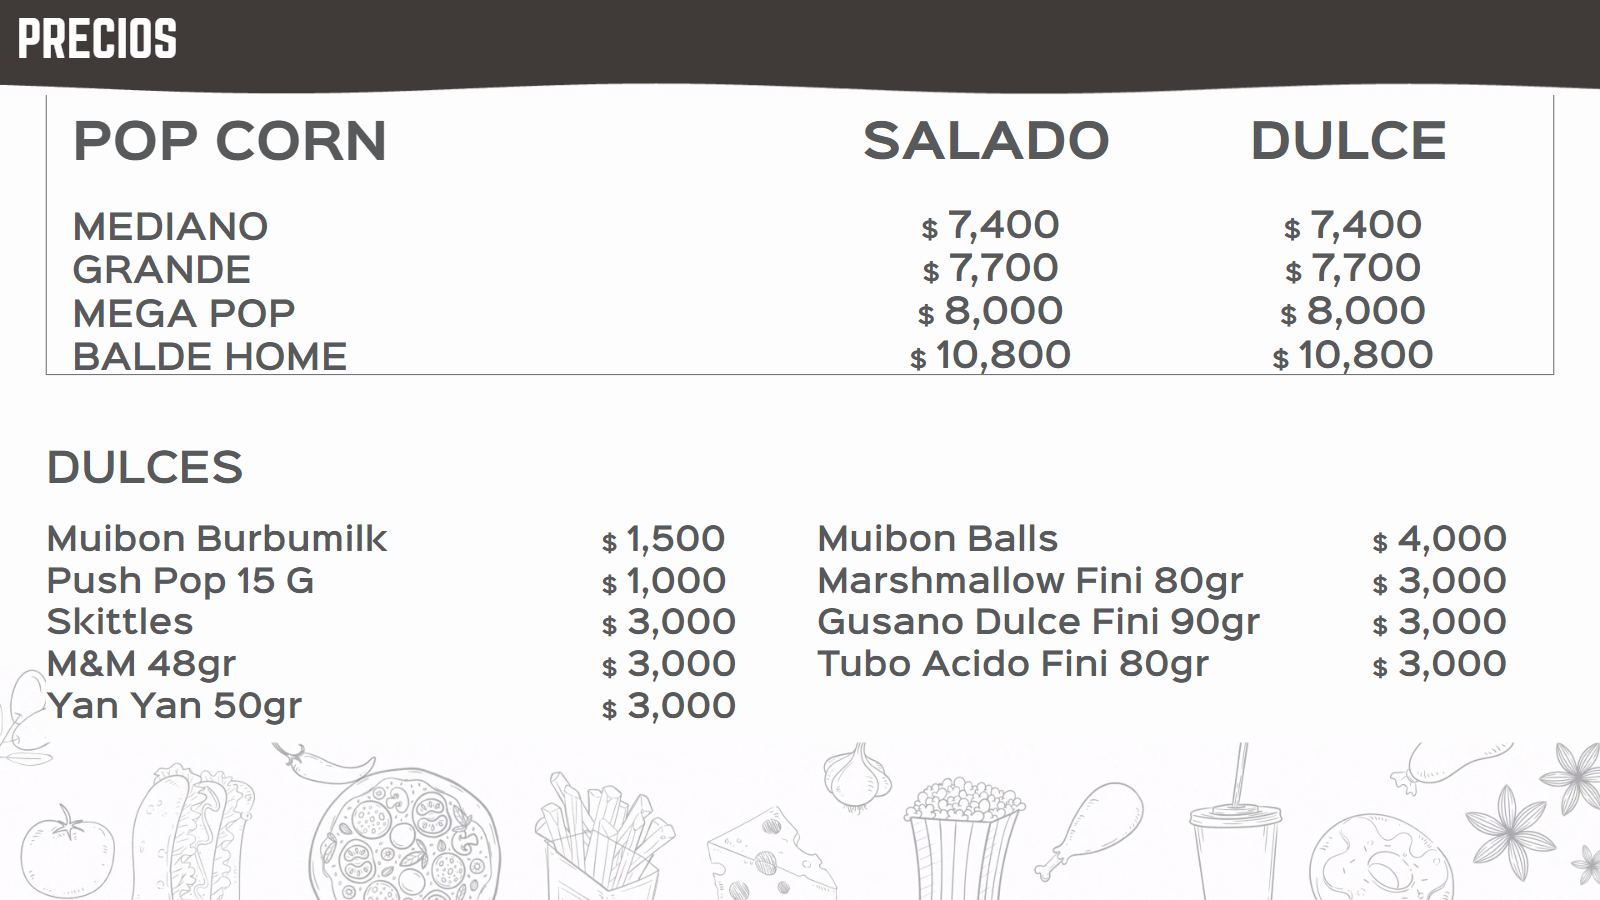 PRECIOS
POP CORN SALADO DULCE
MEDIANO $ 7,400 $ 7,400
GRANDE $ 7,700 $ 7,700
MEGA POP $ 8,000 $ 8,000
BALDE HOME $ 10,800 $ 10,800
DULCES
Muibon Burbumilk $ 1,500 Muibon Balls $ 4,000
Push Pop 15 G $ 1,000 Marshmallow Fini 80gr $ 3,000
Skittles $ 3,000 Gusano Dulce Fini 90gr $ 3,000
M&M 48gr $ 3,000 Tubo Acido Fini 80gr $ 3,000
Yan Yan 50gr $ 3,000